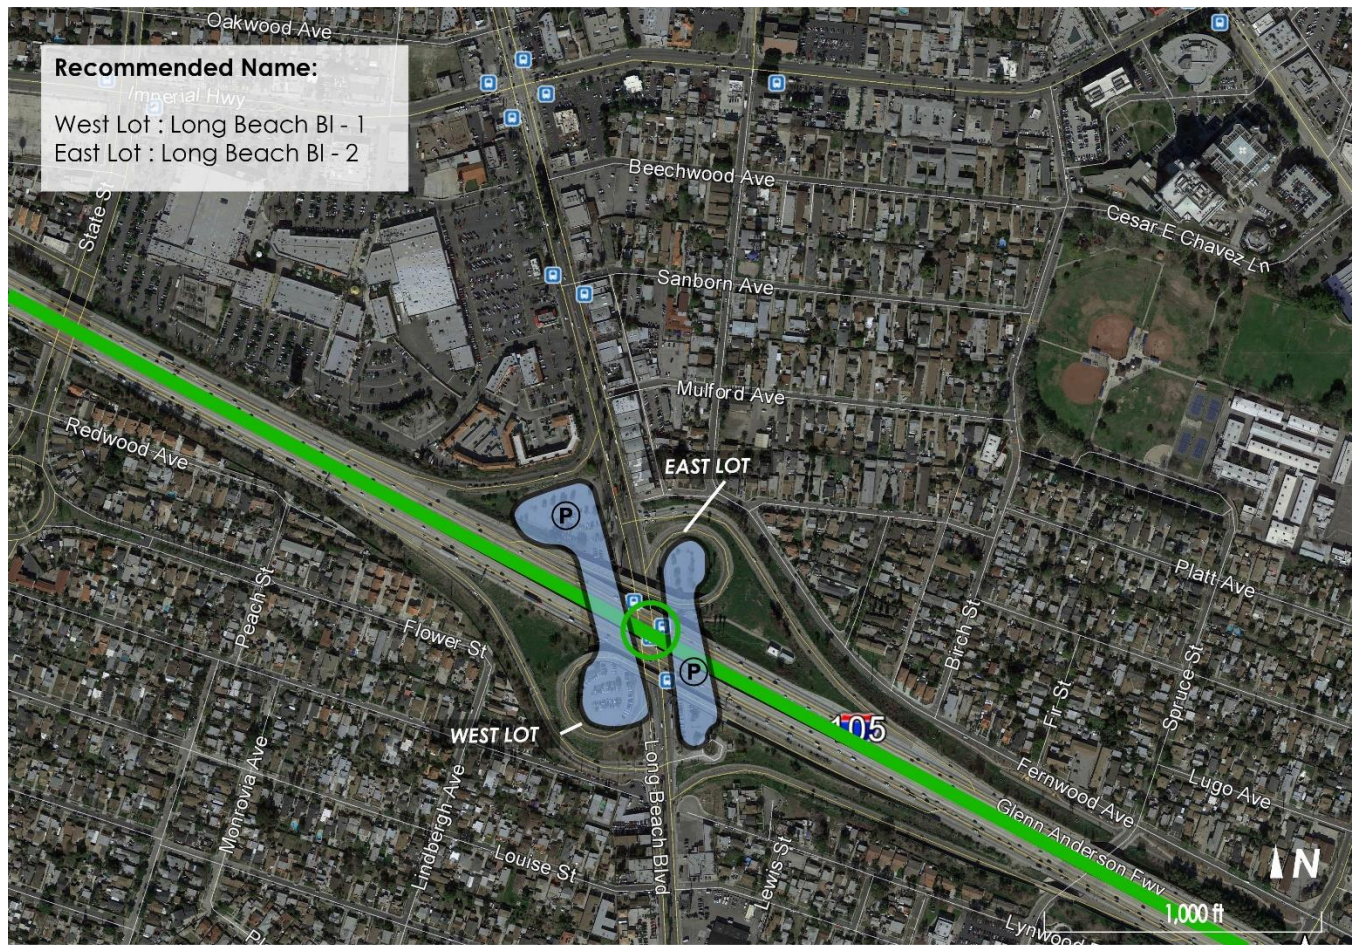 Oakwood Ave
Recommended Name:
Imperial Hwy
West Lot : Long Beach Bl - 1
East Lot : Long Beach Bl - 2
Beechwood Ave
Cesar E Chavez Ln
State St
Sanborn Ave
Mulford Ave
Redwood Ave
EAST LOT
P
Platt Ave
Peach St
Flower St
Birch St
P
Fir St
Spruce St
WEST LOT
105
Long Beach Blvd
Monrovia Ave
Lindbergh Ave
Fernwood Ave
Lugo Ave
Glenn Anderson Fwy
Louise St
Lewis St
N
1,000 ft
Lynwood